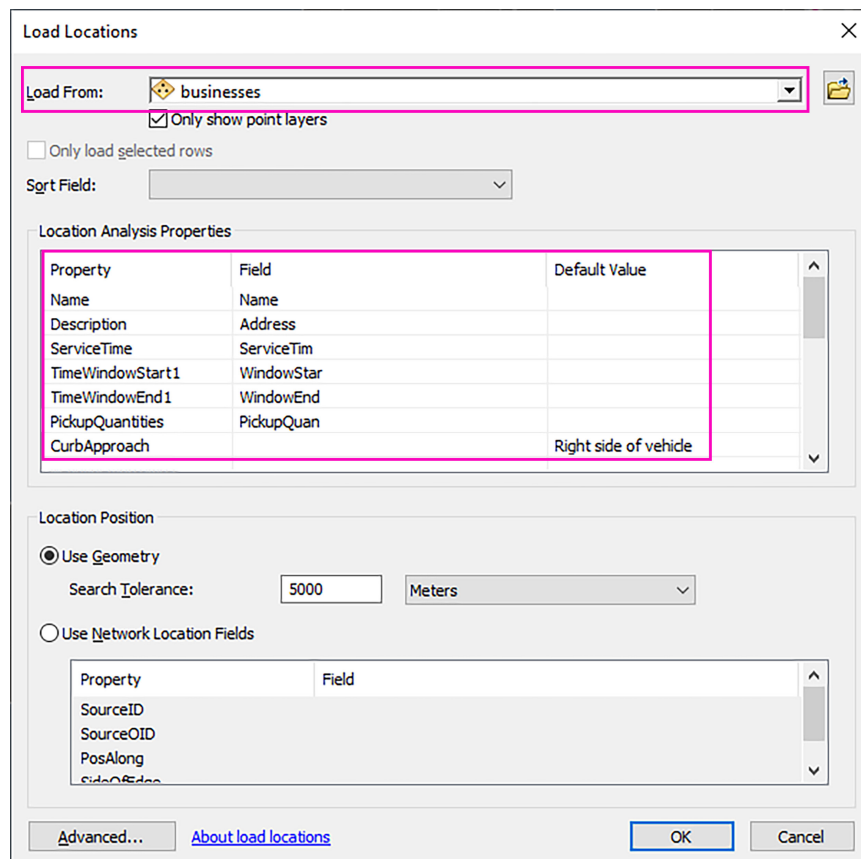 Load Locations
Load From: businesses
Only show point layers
Only load selected rows
Sort Field:
Location Analysis Properties
Property Field Default Value
Name Name
Description Address
ServiceTime ServiceTim
TimeWindowStart1 WindowStar
TimeWindowEnd1 WindowEnd
PickupQuantities PickupQuan
CurbApproach Right side of vehicle
Location Position
Use Geometry
Search Tolerance: 5000 Meters
Use Network Location Fields
Property Field
SourceID
SourceOID
PosAlong
SideOfEdge
Advanced... About load locations OK Cancel